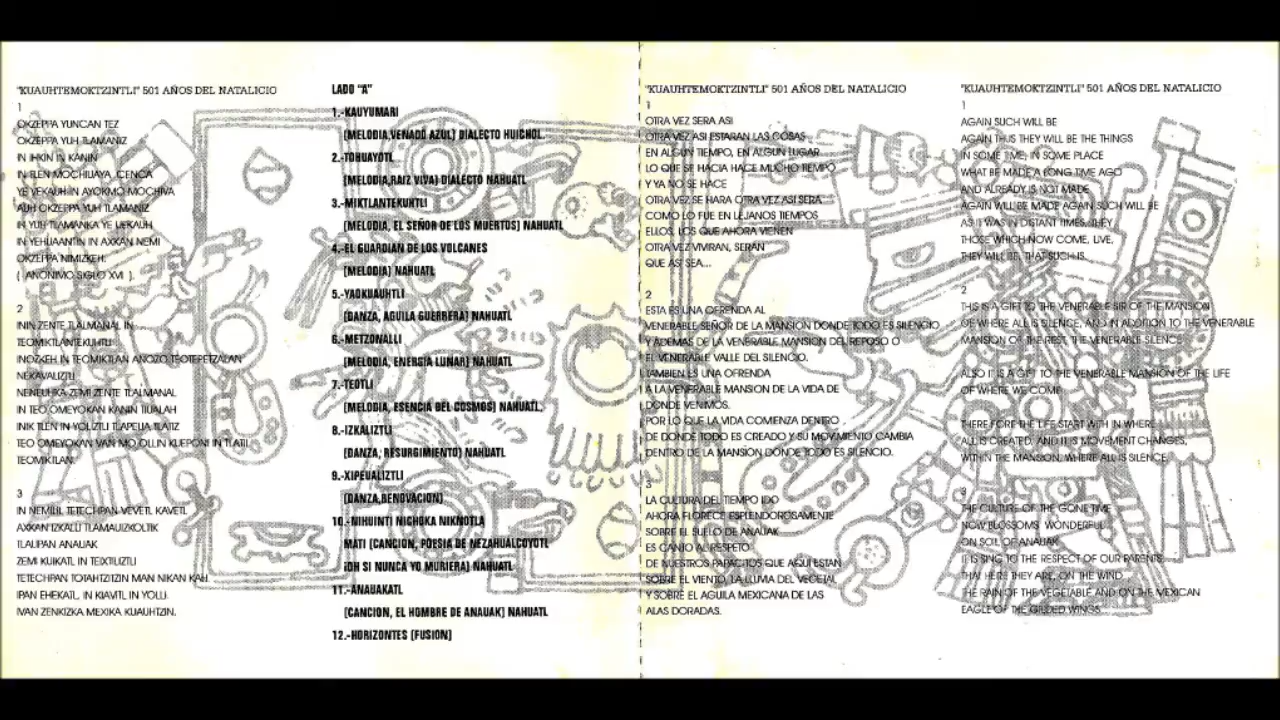 "KUAUHTEMOKTZINTLI" 501 AÑOS DEL NATALICIO
1
OKZEPPA YUNCAN TEZ
OKZEPPA YUH TLAMANIZ
IN IHKIN IN KANIN
IN TLEN MOCHIUAYA, CENCA
YE VEKAUH IN AYOKMO MOCHIVA
AUH OKZEPPA YUH TLAMANIZ
IN YUH TLAMANKA YE UEKAUH
IN YEHUAANTIN IN AXKAN NEMI
OKZEPPA NIMIZKEH.
( ANONIMO SIGLO XVI ).
2
ININ ZENTE TLALMANAL IN
TEOMIKTLANTEKUHTLI
INOZKEH IN TEOMIKTLAN ANOZO TEOTEPETZALAN
NEKAVALIZTLI
NENEUHKA ZEMI ZENTE TLALMANAL
IN TEO OMEYOKAN KANIN TIUALAH
INIK TLEN IN YOLIZTLI TLAPEUA TLATIZ
TEO OMEYOKAN VAN MO OLLIN KUEPONI IN TLATIL
TEOMIKTLAN.
3
IN NEMILIL TETECHPAN VEVETL KAVETL
AXKAN IZKALLI TLAMAUIZKOLTIK
TLALIPAN ANAUAK
ZEMI KUIKATL IN TEXTILIZTLI
TETECHPAN TOTAHTZITZIN MAN NIKAN KAH
IPAN EHEKATL, IN KIAVITL IN YOLLI
IVAN ZENKIZKA MEXIKA KUAUHTZIN.
LADO "A"
1.-KAUYUMARI
[MELODIA,VENADO AZUL] DIALECTO HUICHOL.
2.-TOHUAYOTL
[MELODIA,RAIZ VIVA] DIALECTO NAHUATL
3.-MIKTLANTEKUHTLI
[MELODIA, EL SEÑOR DE LOS MUERTOS] NAHUATL
4.-EL GUARDIAN DE LOS VOLCANES
[MELODIA] NAHUATL
5.-YAOKUAUHTLI
[DANZA, AGUILA GUERRERA] NAHUATL
6.-METZONALLI
[MELODIA, ENERGIA LUNAR] NAHUATL
7.-TEOTLI
[MELODIA, ESENCIA DEL COSMOS] NAHUATL,
8.-IZKALIZTLI
[DANZA, RESURGIMIENTO] NAHUATL
9.-XIPEUALIZTLI
[DANZA,RENOVACION]
10.-NIHUINTI NICHOKA NIKNOTLA
MATI [CANCION, POESIA DE NEZAHUALCOYOTL
¡OH SI NUNCA YO MURIERA] NAHUATL
11.-ANAUAKATL
[CANCION, EL HOMBRE DE ANAUAK] NAHUATL
12.-HORIZONTES [FUSION]
"KUAUHTEMOKTZINTLI" 501 AÑOS DEL NATALICIO
1
OTRA VEZ SERA ASI
OTRA VEZ ASI ESTARAN LAS COSAS
EN ALGUN TIEMPO, EN ALGUN LUGAR
LO QUE SE HACIA HACE MUCHO TIEMPO
Y YA NO SE HACE
OTRA VEZ SE HARA OTRA VEZ ASI SERA
COMO LO FUE EN LEJANOS TIEMPOS
ELLOS, LOS QUE AHORA VIENEN
OTRA VEZ VIVIRAN, SERAN
QUE ASI SEA...
2
ESTA ES UNA OFRENDA AL
VENERABLE SEÑOR DE LA MANSION DONDE TODO ES SILENCIO
Y ADEMAS DE LA VENERABLE MANSION DEL REPOSO O
EL VENERABLE VALLE DEL SILENCIO.
TAMBIEN ES UNA OFRENDA
A LA VENERABLE MANSION DE LA VIDA DE
DONDE VENIMOS.
POR LO QUE LA VIDA COMIENZA DENTRO
DE DONDE TODO ES CREADO Y SU MOVIMIENTO CAMBIA
DENTRO DE LA MANSION DONDE TODO ES SILENCIO.
3
LA CULTURA DEL TIEMPO IDO
AHORA FLORECE ESPLENDOROSAMENTE
SOBRE EL SUELO DE ANAUAK
ES CANTO AL RESPETO
DE NUESTROS PAPACITOS QUE AQUI ESTAN
SOBRE EL VIENTO, LA LLUVIA DEL VEGETAL
Y SOBRE EL AGUILA MEXICANA DE LAS
ALAS DORADAS.
"KUAUHTEMOKTZINTLI" 501 AÑOS DEL NATALICIO
1
AGAIN SUCH WILL BE
AGAIN THUS THEY WILL BE THE THINGS
IN SOME TIME, IN SOME PLACE
WHAT BE MADE A LONG TIME AGO
AND ALREADY IS NOT MADE
AGAIN WILL BE MADE AGAIN SUCH WILL BE
AS IT WAS IN DISTANT TIMES, THEY
THOSE WHICH NOW COME, LIVE,
THEY WILL BE, THAT SUCH IS.
2
THIS IS A GIFT TO THE VENERABLE SIR OF THE MANSION
OF WHERE ALL IS SILENCE, AND IN ADDITION TO THE VENERABLE
MANSION OF THE REST, THE VENERABLE SILENCE
ALSO IT IS A GIFT TO THE VENERABLE MANSION OF THE LIFE
OF WHERE WE COME
THERE FORE THE LIFE START WITH IN WHERE
ALL IS CREATED, AND IT IS MOVEMENT CHANGES,
WITHIN THE MANSION, WHERE ALL IS SILENCE.
3
THE CULTURE OF THE GONE TIME
NOW BLOSSOMS WONDERFUL
ON SOIL OF ANAUAK
IT IS SING TO THE RESPECT OF OUR PARENTS
THAT HERE THEY ARE, ON THE WIND
THE RAIN OF THE VEGETABLE AND ON THE MEXICAN
EAGLE OF THE GILDED WINGS.